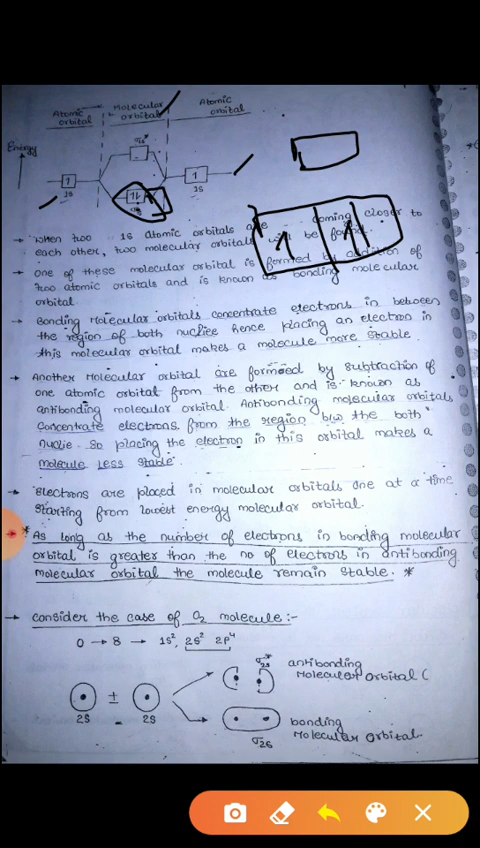 Atomic orbital
Molecular orbital
Atomic orbital
Energy
σ1s*
1
1s
1
1s
→ When two 1s atomic orbitals are coming closer to
each other, two molecular orbitals will be found.
→ One of these molecular orbital is formed by addition of
two atomic orbitals and is known as bonding molecular
orbital
→ Bonding Molecular orbitals concentrate electrons in between
the region of both nucliee hence placing an electron in
this molecular orbital makes a molecule more stable.
→ Another Molecular orbital are formeed by subtraction of
one atomic orbital from the other and is known as
antibonding molecular orbital. Antibonding molecular orbitals
concentrate electrons from the region b/w the both
nuclie. So placing the electron in this orbital makes a
molecule less stable.
→ Electrons are placed in molecular orbitals one at a time
starting from lowest energy molecular orbital.
* As long as the number of electrons in bonding molecular
orbital is greater than the no of electrons in antibonding
molecular orbital the molecule remain stable. *
→ Consider the case of O2 molecule:-
O → 8 → 1s², 2s² 2p⁴
σ*2s antibonding
Molecular orbital (
±
2s 2s
bonding
Molecular orbital.
σ2s